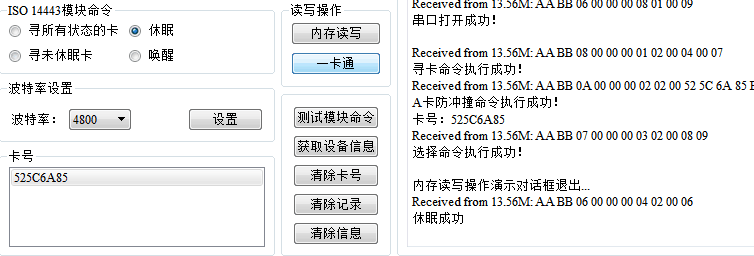 ISO 14443模块命令
寻所有状态的卡
休眠
寻未休眠卡
唤醒
波特率设置
波特率:
4800
设置
卡号
525C6A85
读写操作
内存读写
一卡通
测试模块命令
获取设备信息
清除卡号
清除记录
清除信息
Received from 13.56M: AA BB 06 00 00 00 08 01 00 09
串口打开成功!
Received from 13.56M: AA BB 08 00 00 00 01 02 00 04 00 07
寻卡命令执行成功!
Received from 13.56M: AA BB 0A 00 00 00 02 02 00 52 5C 6A 85
A卡防冲撞命令执行成功!
卡号：525C6A85
Received from 13.56M: AA BB 07 00 00 00 03 02 00 08 09
选择命令执行成功!
内存读写操作演示对话框退出...
Received from 13.56M: AA BB 06 00 00 00 04 02 00 06
休眠成功